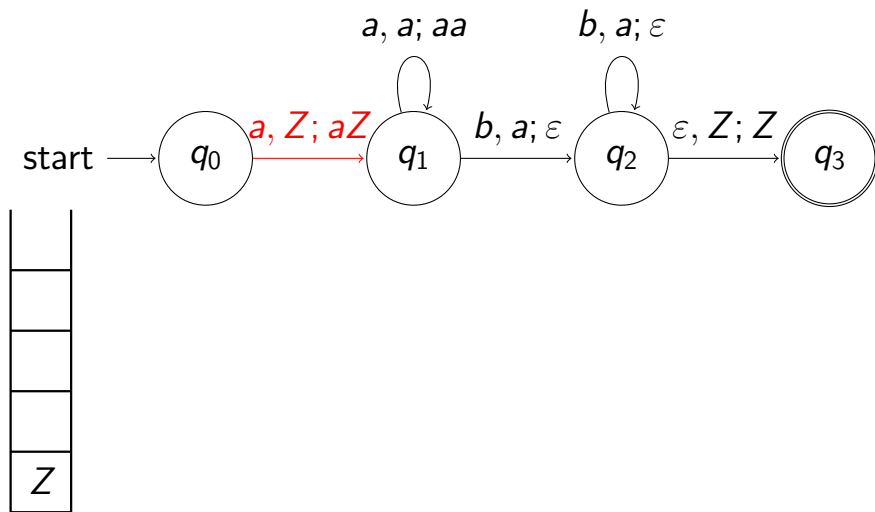 a, a; aa
b, a; ε
a, Z; aZ
b, a; ε
ε, Z; Z
start
q0
q1
q2
q3
Z